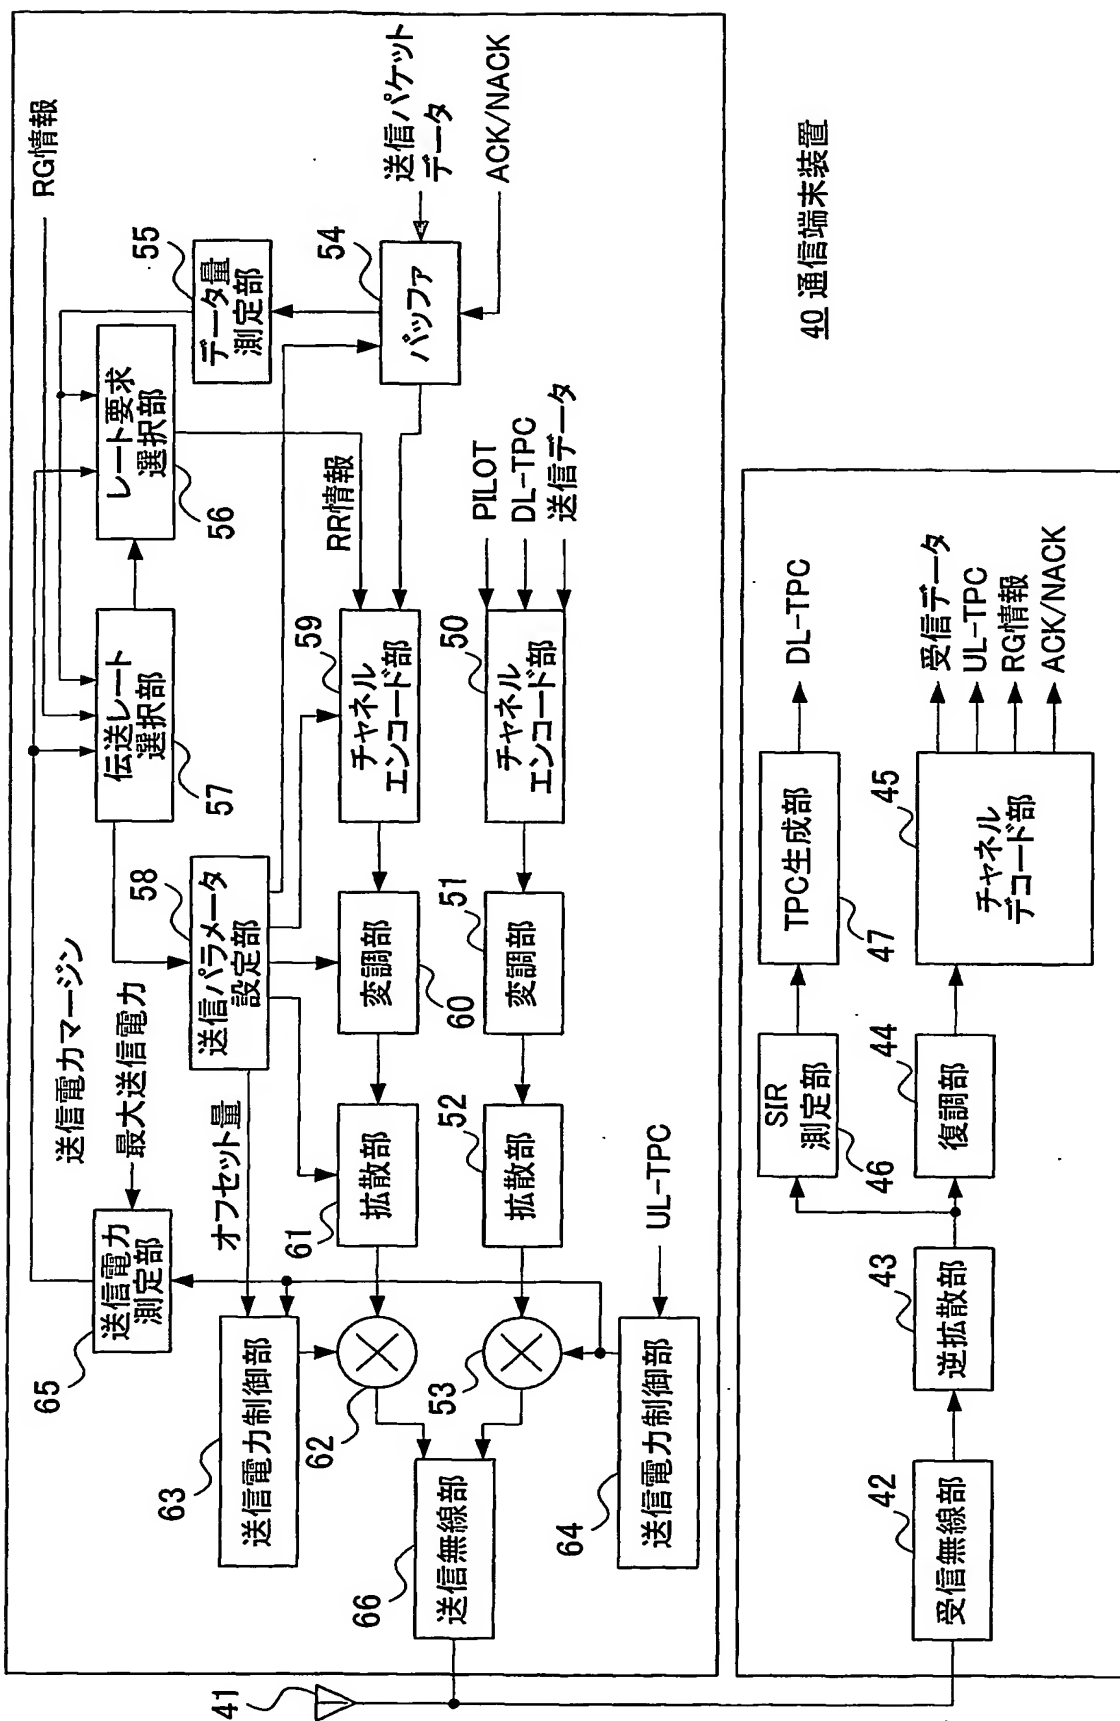 RG情報
送信パケット
データ
ACK/NACK
55
データ量
測定部
54
バッファ
レート要求
選択部
56
RR情報
PILOT
DL-TPC
送信データ
伝送レート
選択部
57
59
チャネル
エンコード部
50
チャネル
エンコード部
送信電力マージン
最大送信電力
58
送信パラメータ
設定部
変調部
60
51
変調部
65
送信電力
測定部
オフセット量
61
拡散部
52
拡散部
UL-TPC
63
送信電力制御部
62
53
64
送信電力制御部
66
送信無線部
41
40 通信端末装置
DL-TPC
TPC生成部
47
受信データ
UL-TPC
RG情報
ACK/NACK
45
チャネル
デコード部
SIR
測定部
46
44
復調部
43
逆拡散部
42
受信無線部